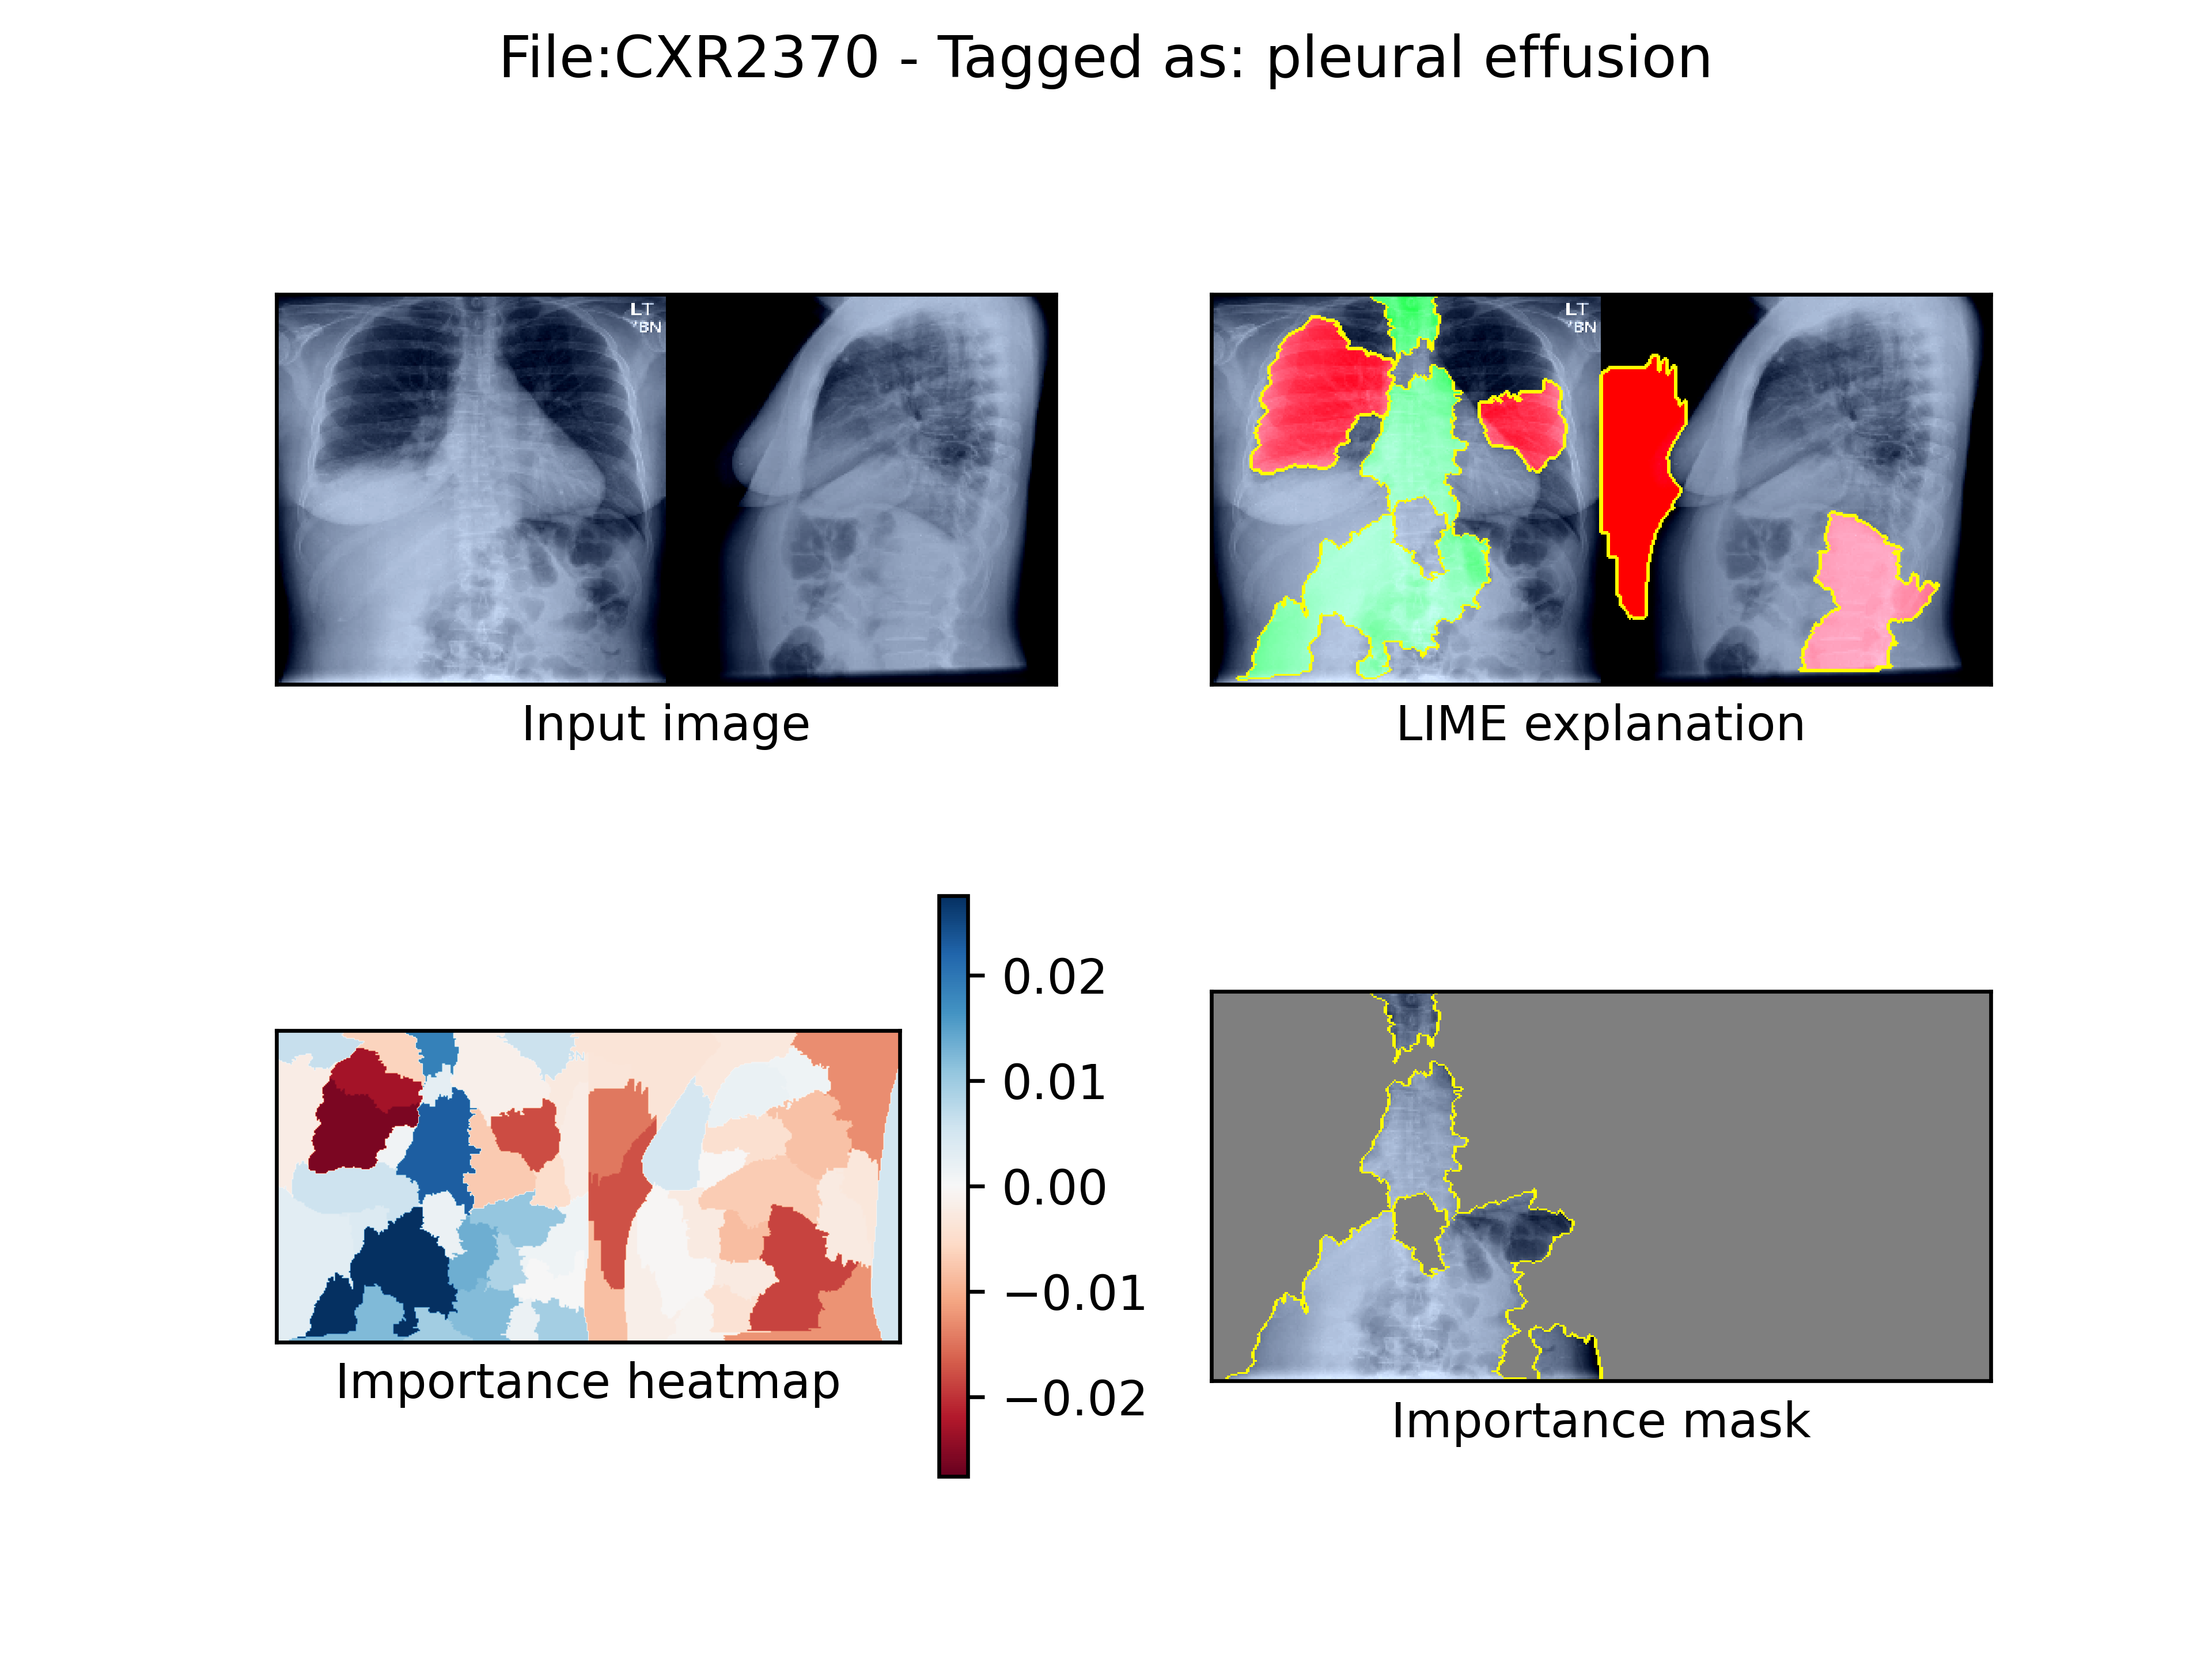 File:CXR2370 - Tagged as: pleural effusion
LT
BN
LT
BN
Input image
LIME explanation
0.02
0.01
0.00
−0.01
−0.02
Importance heatmap
Importance mask